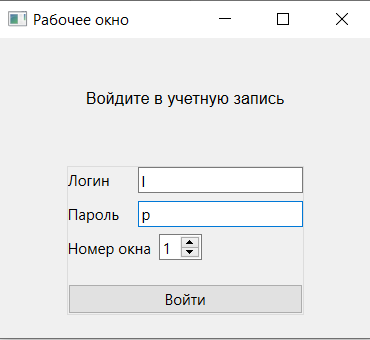 Рабочее окно
Войдите в учетную запись
Логин l
Пароль p
Номер окна 1
Войти